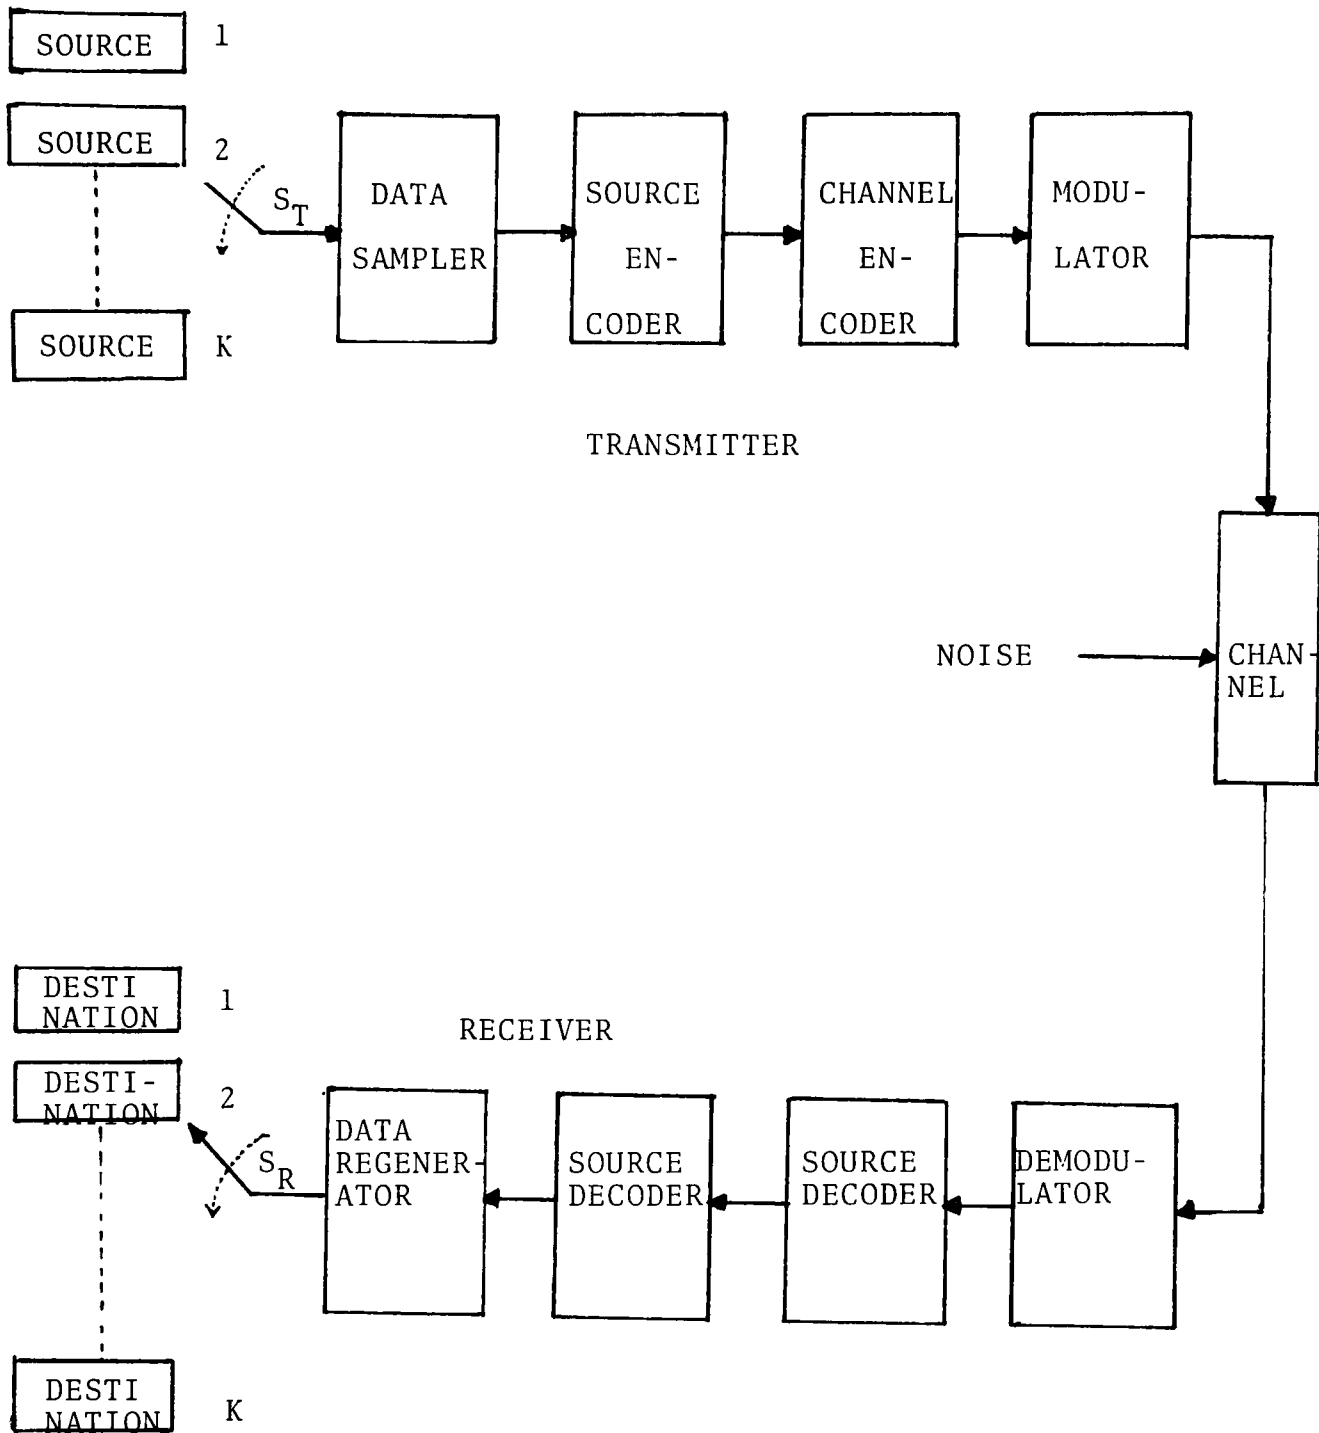 SOURCE 1
SOURCE 2
SOURCE K
S_T
DATA
SAMPLER
SOURCE
EN-
CODER
CHANNEL
EN-
CODER
MODU-
LATOR
TRANSMITTER
NOISE
CHAN-
NEL
RECEIVER
DESTI
NATION 1
DESTI-
NATION 2
DESTI
NATION K
S_R
DATA
REGENER-
ATOR
SOURCE
DECODER
SOURCE
DECODER
DEMODU-
LATOR